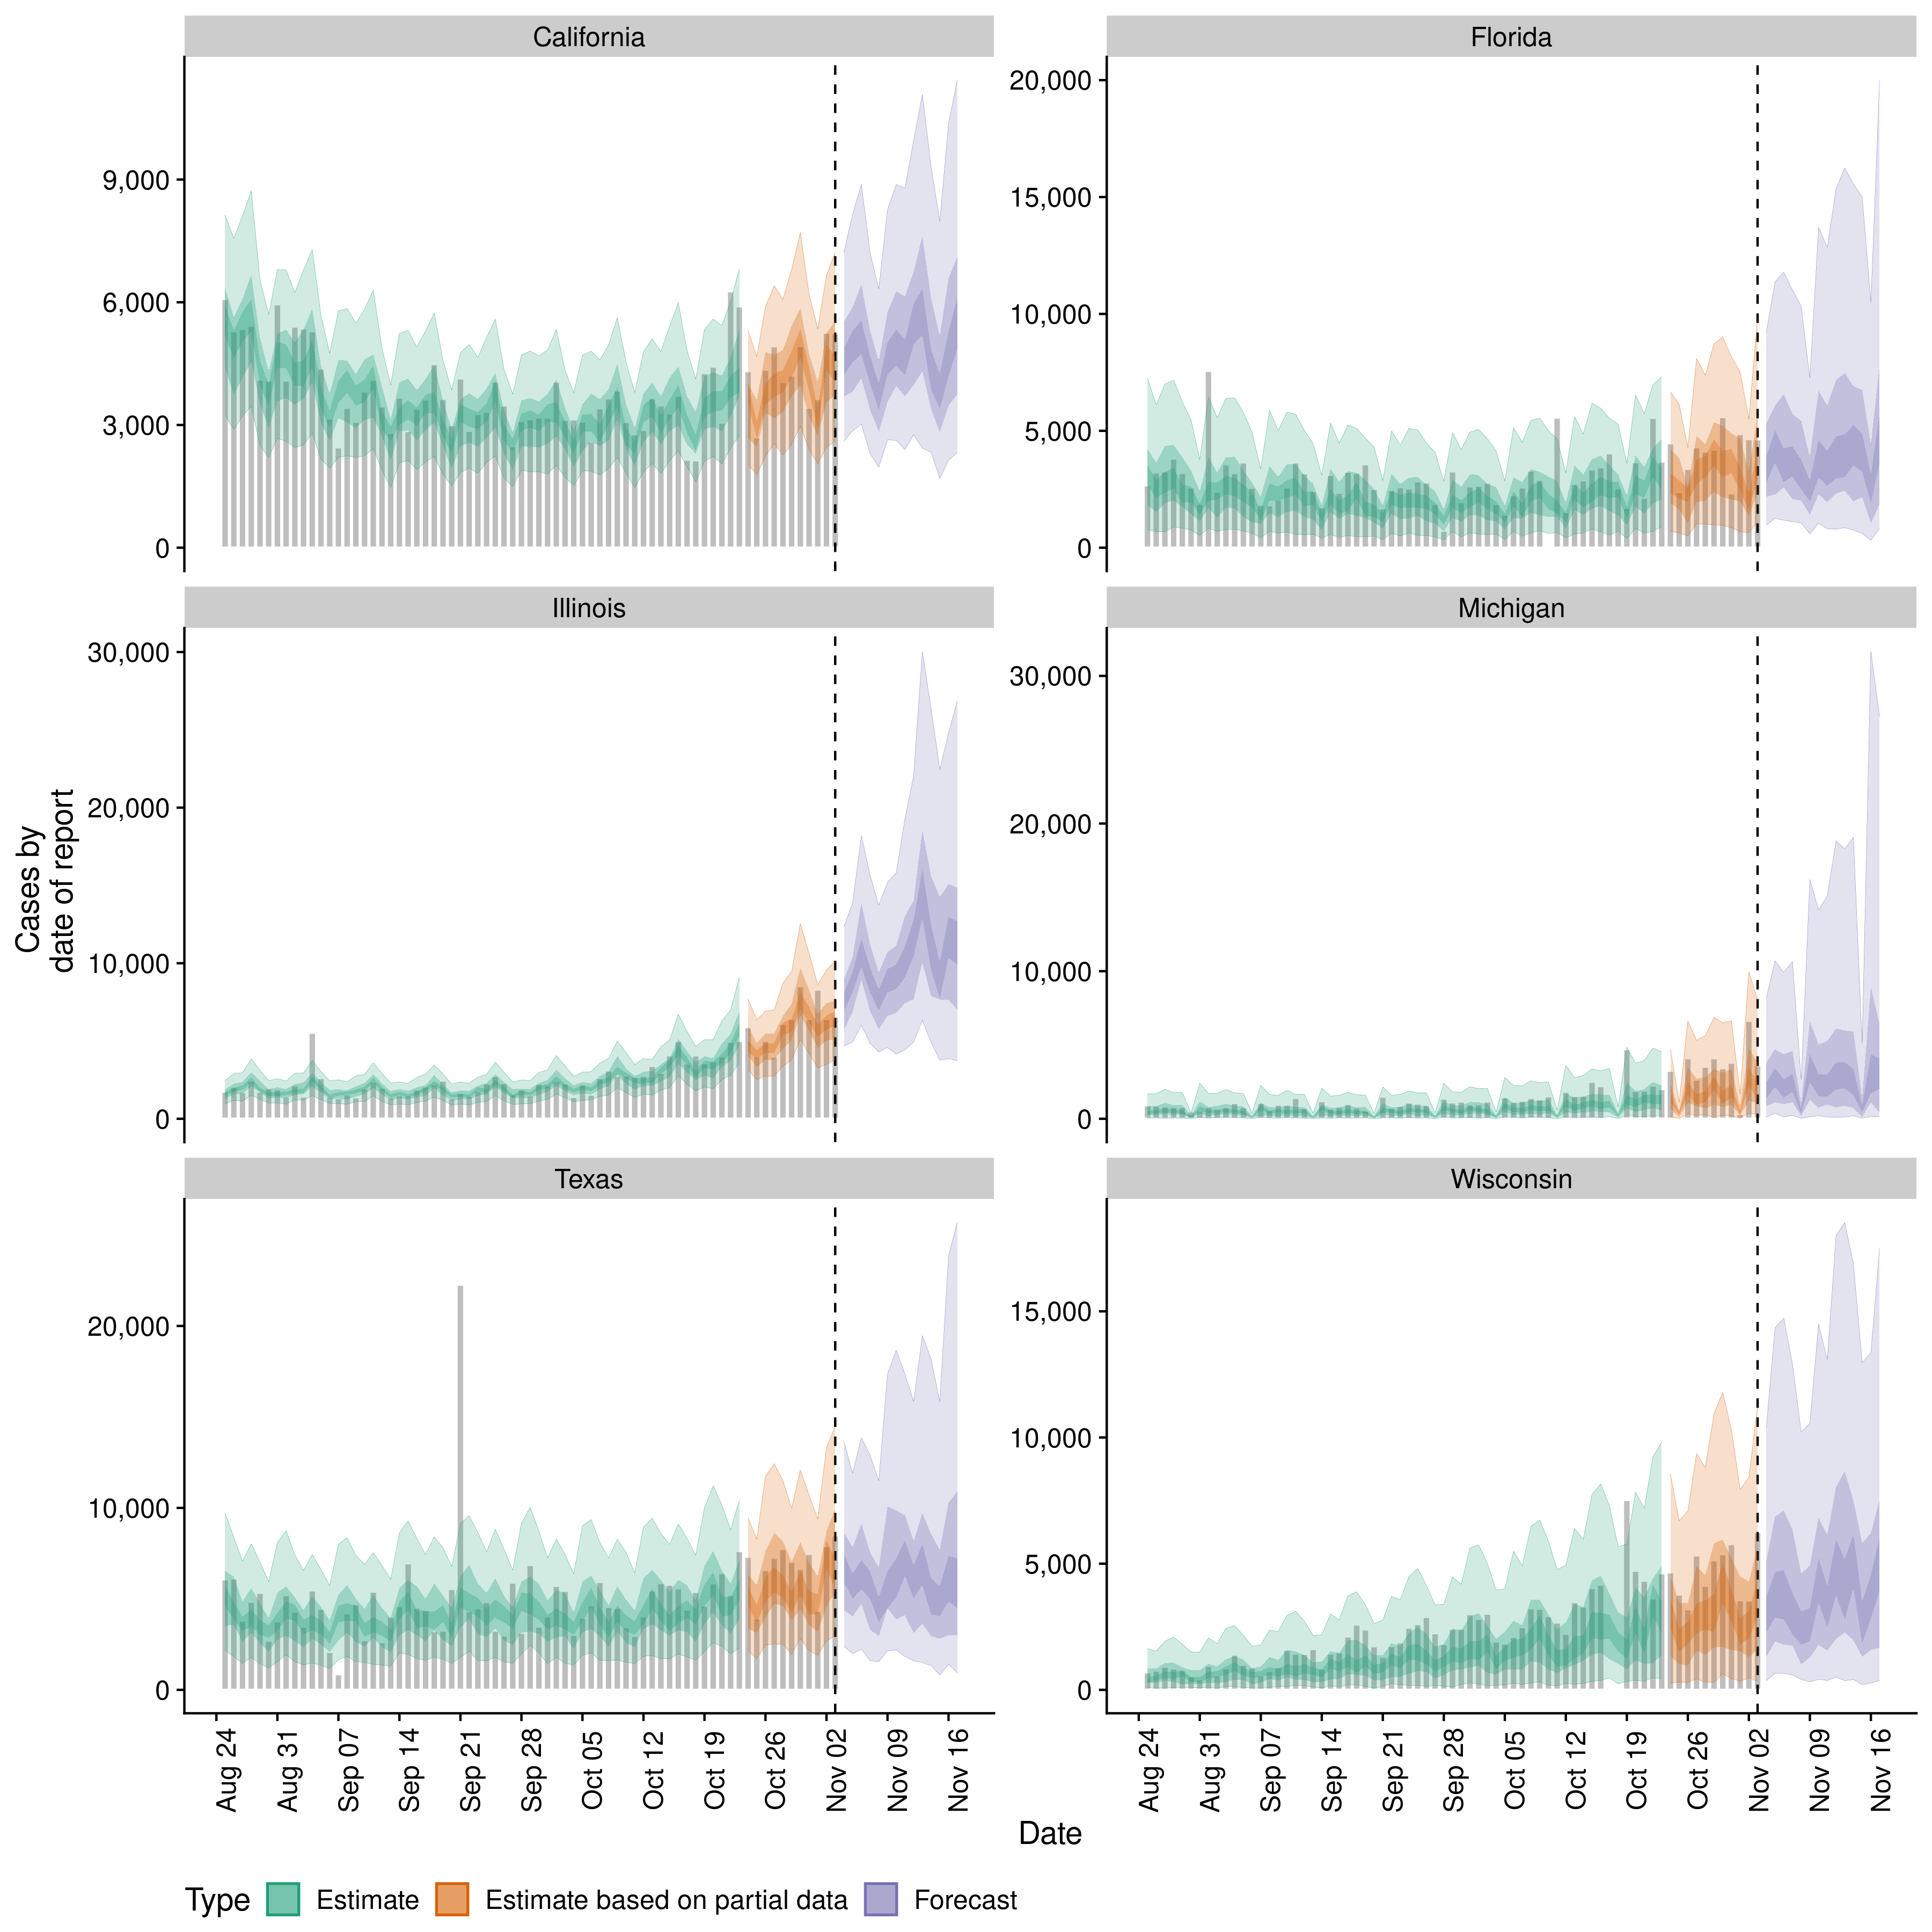 California
Florida
9,000
6,000
3,000
0
20,000
15,000
10,000
5,000
0
Illinois
Michigan
30,000
20,000
10,000
0
30,000
20,000
10,000
0
Cases by
date of report
Texas
Wisconsin
20,000
10,000
0
15,000
10,000
5,000
0
Aug 24
Aug 31
Sep 07
Sep 14
Sep 21
Sep 28
Oct 05
Oct 12
Oct 19
Oct 26
Nov 02
Nov 09
Nov 16
Aug 24
Aug 31
Sep 07
Sep 14
Sep 21
Sep 28
Oct 05
Oct 12
Oct 19
Oct 26
Nov 02
Nov 09
Nov 16
Date
Type Estimate Estimate based on partial data Forecast